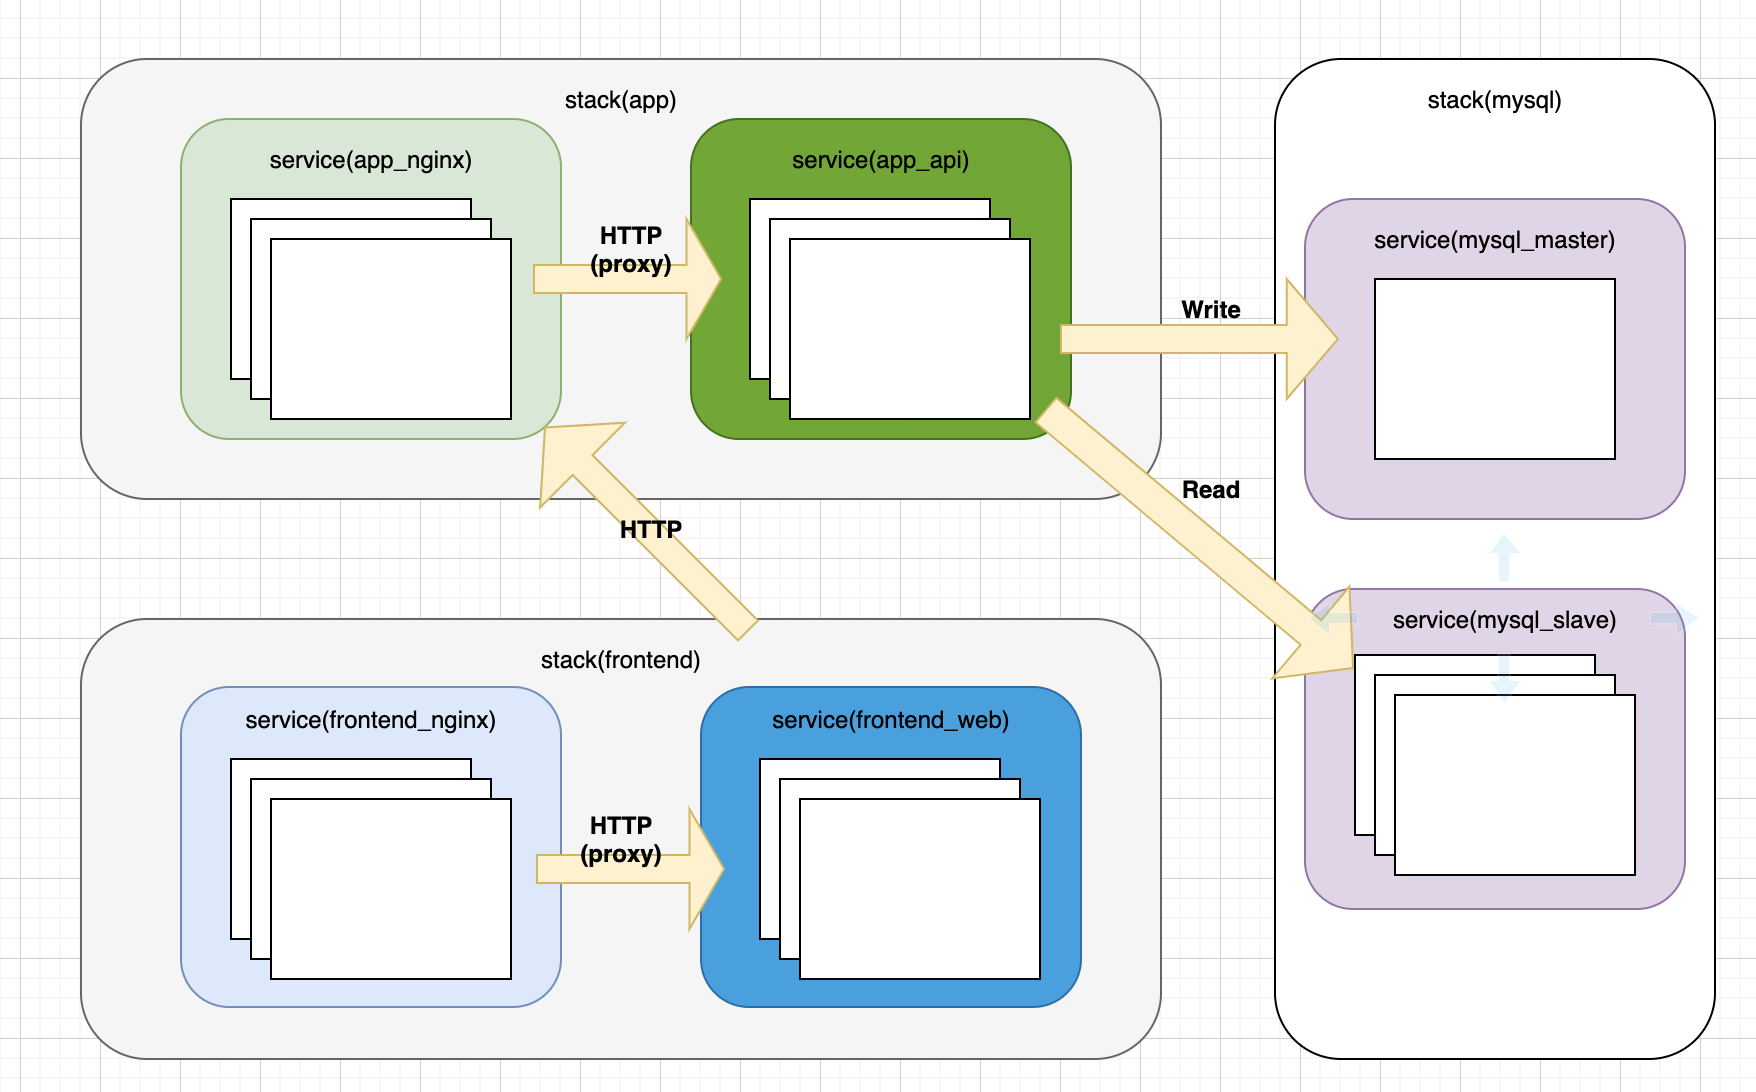 stack(app)
service(app_nginx)
HTTP
(proxy)
service(app_api)
stack(mysql)
service(mysql_master)
Write
Read
service(mysql_slave)
HTTP
stack(frontend)
service(frontend_nginx)
HTTP
(proxy)
service(frontend_web)